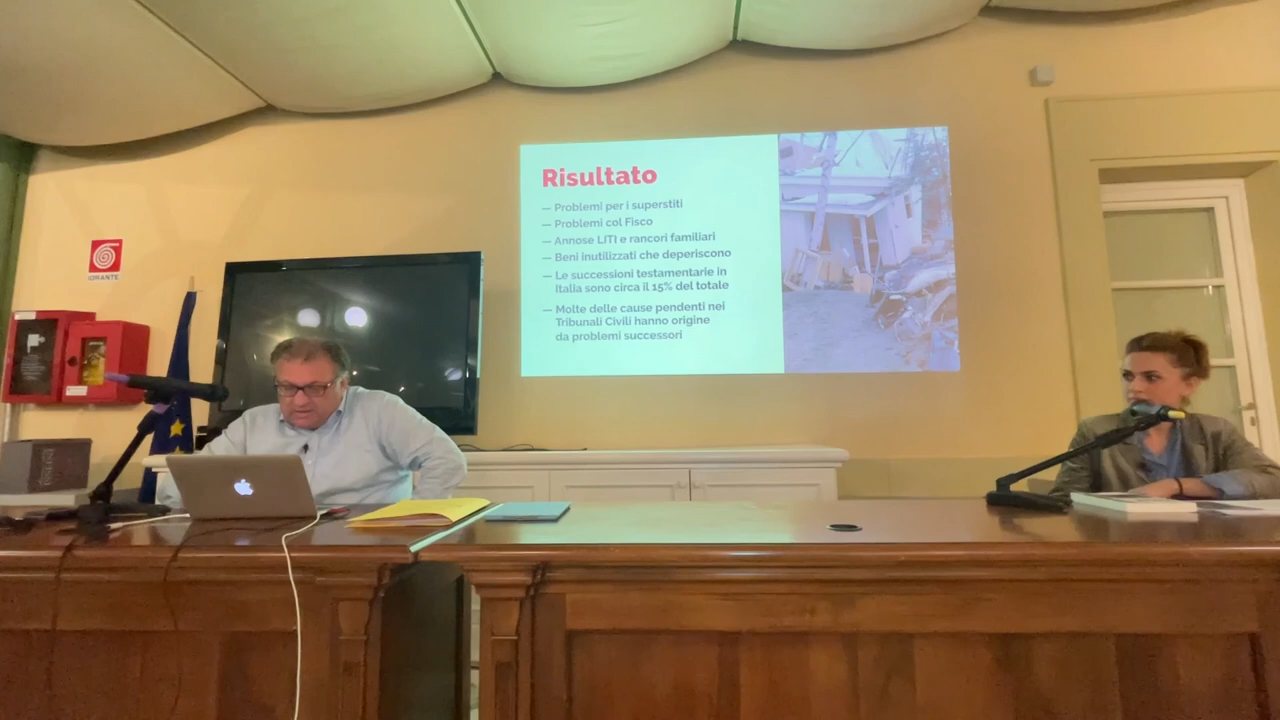 Risultato
— Problemi per i superstiti
— Problemi col Fisco
— Annose LITI e rancori familiari
— Beni inutilizzati che deperiscono
— Le successioni testamentarie in
Italia sono circa il 15% del totale
— Molte delle cause pendenti nei
Tribunali Civili hanno origine
da problemi successori
IDRANTE